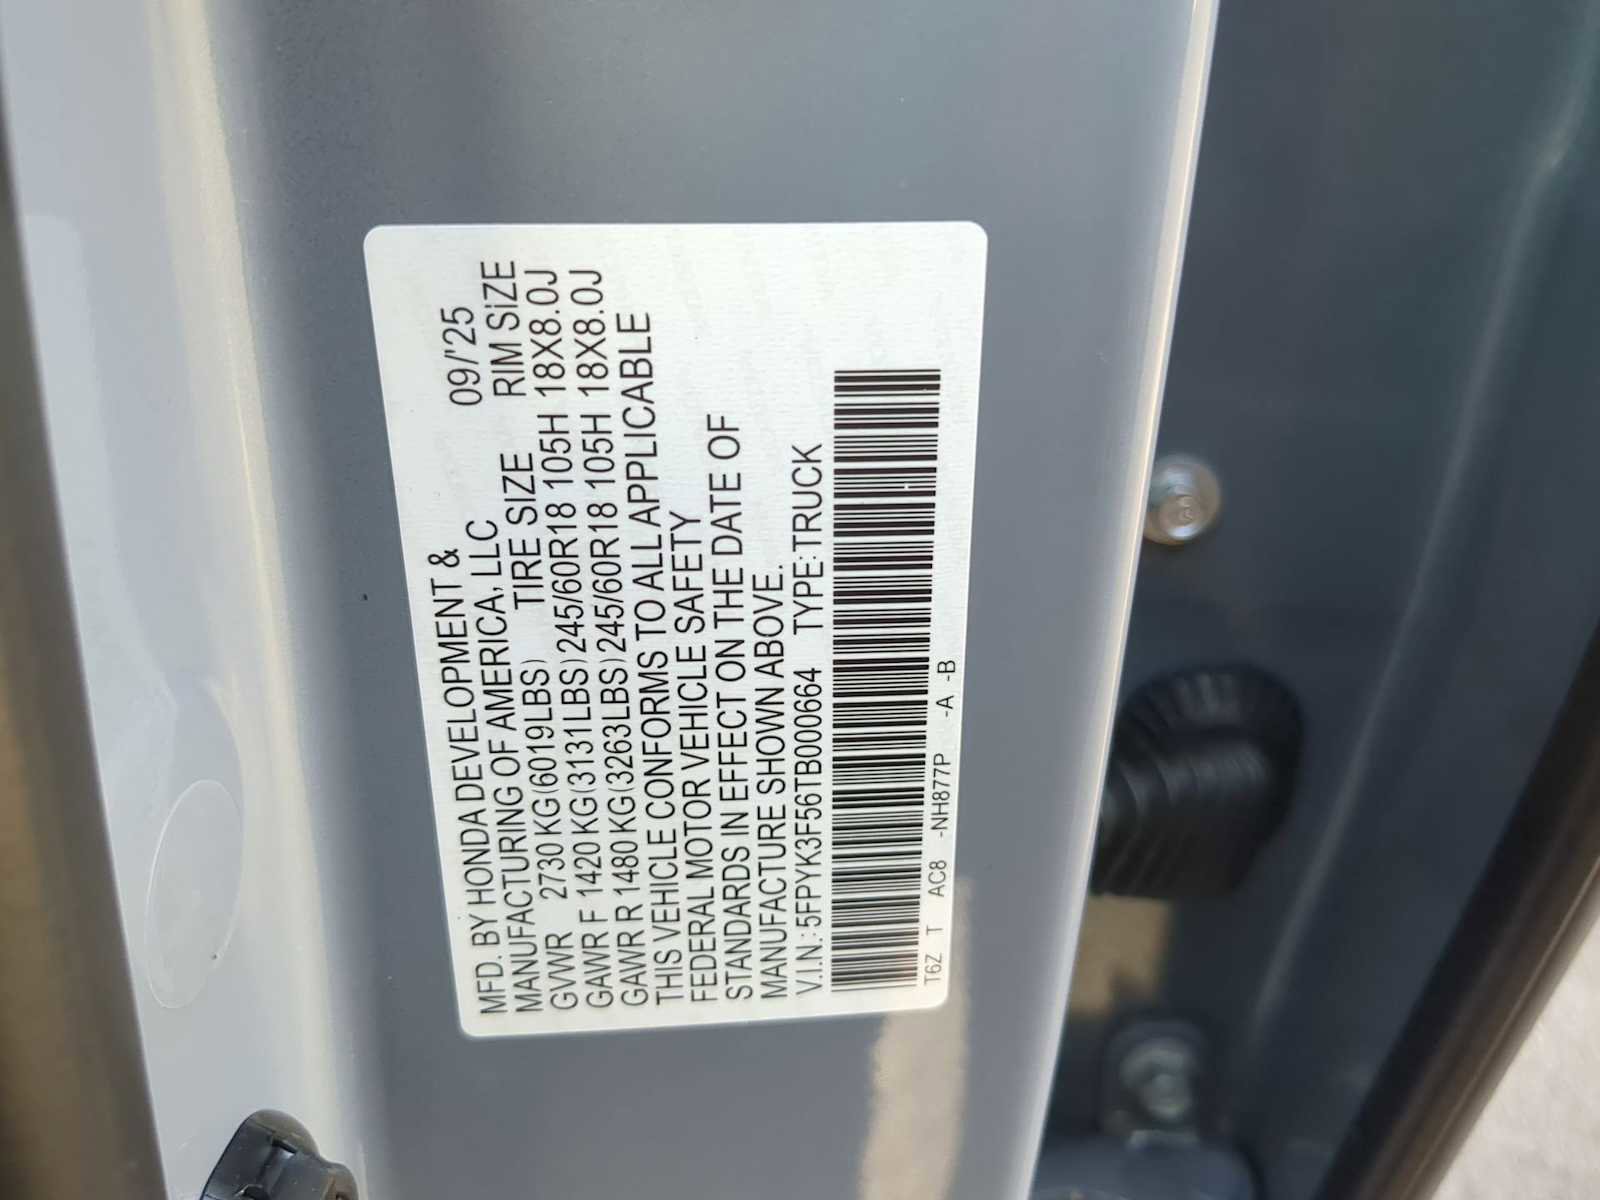 MFD. BY HONDA DEVELOPMENT &
MANUFACTURING OF AMERICA, LLC 09/'25
TIRE SIZE RIM SIZE
GVWR 2730 KG(6019LBS)
GAWR F 1420 KG(3131LBS)245/60R18 105H 18X8.0J
GAWR R 1480 KG(3263LBS)245/60R18 105H 18X8.0J
THIS VEHICLE CONFORMS TO ALL APPLICABLE
FEDERAL MOTOR VEHICLE SAFETY
STANDARDS IN EFFECT ON THE DATE OF
MANUFACTURE SHOWN ABOVE.
V.I.N.:5FPYK3F56TB000664 TYPE:TRUCK
T6Z T AC8 -NH877P -A -B